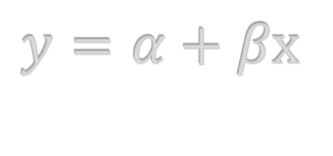 y = α + βx